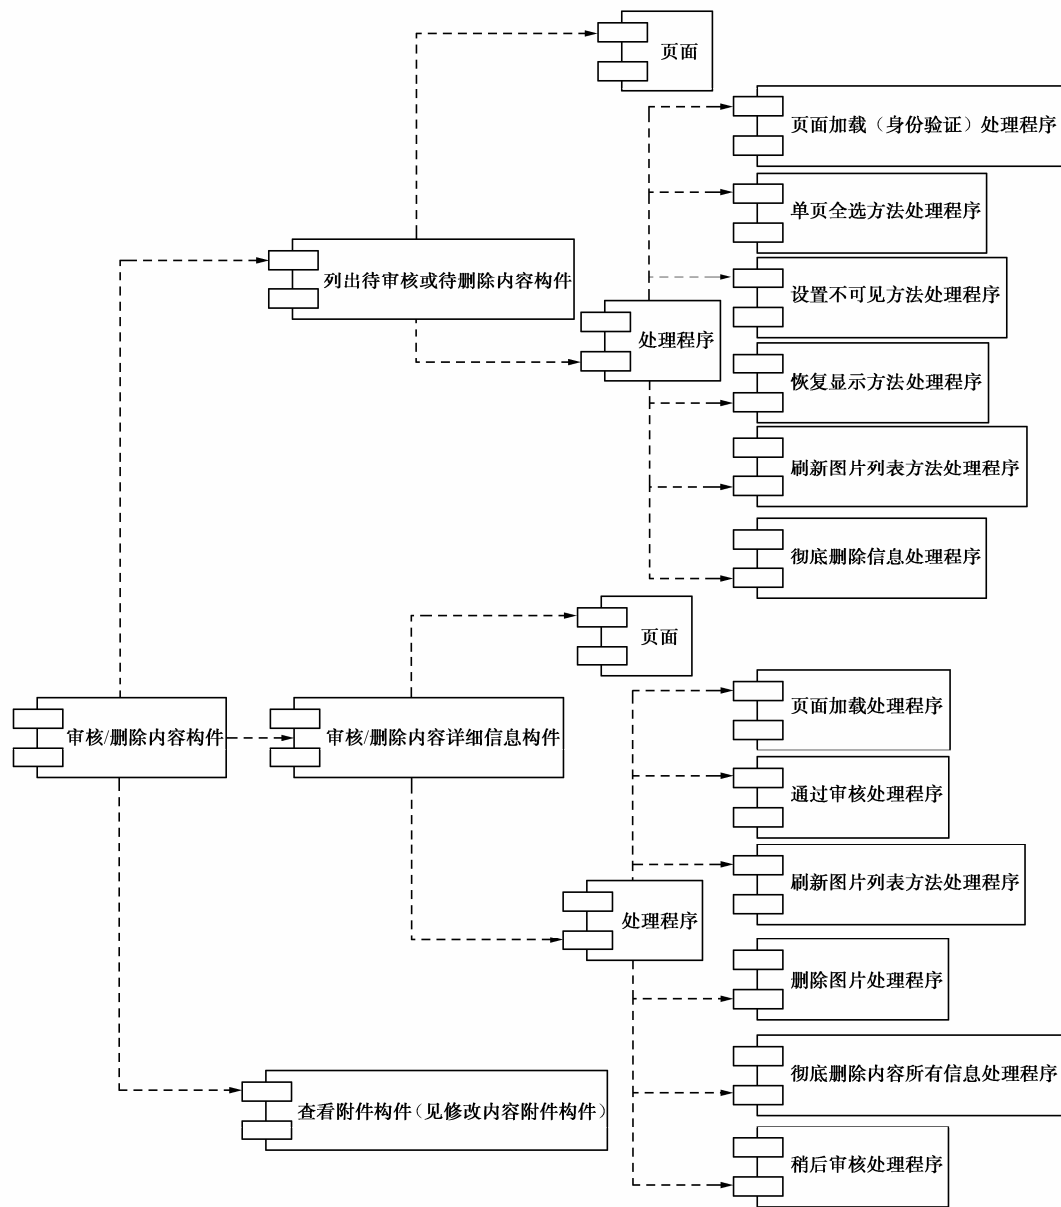 页面
页面加载（身份验证）处理程序
单页全选方法处理程序
列出待审核或待删除内容构件
设置不可见方法处理程序
处理程序
恢复显示方法处理程序
刷新图片列表方法处理程序
彻底删除信息处理程序
页面
页面加载处理程序
审核/删除内容构件
审核/删除内容详细信息构件
通过审核处理程序
刷新图片列表方法处理程序
处理程序
删除图片处理程序
彻底删除内容所有信息处理程序
查看附件构件（见修改内容附件构件）
稍后审核处理程序